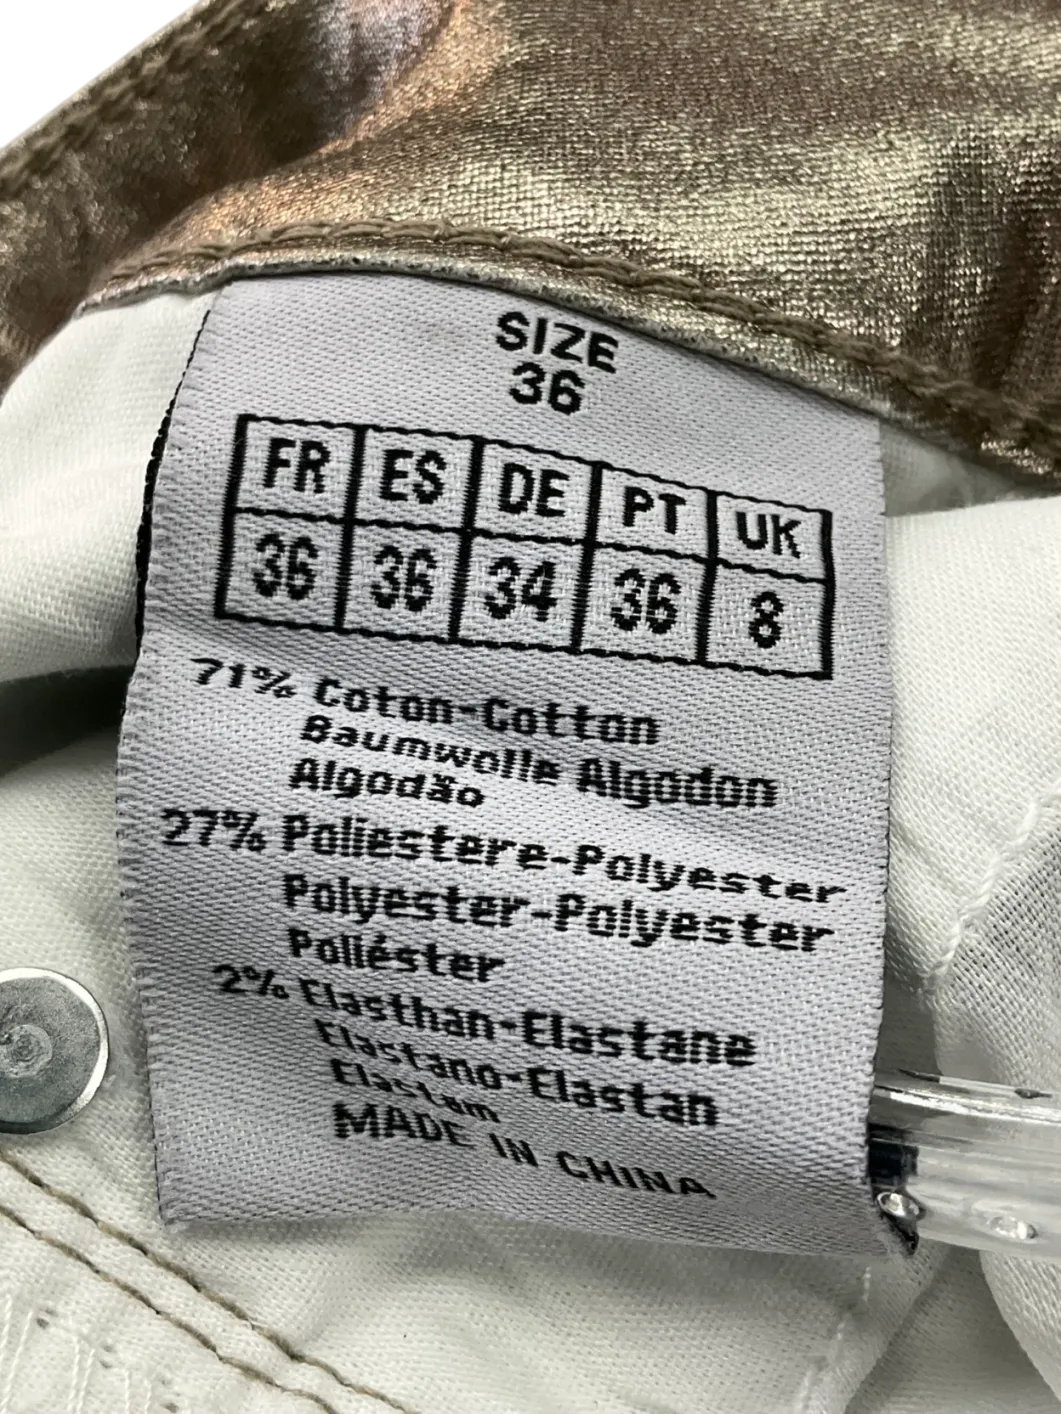 SIZE
36
FR ES DE PT UK
36 36 34 36 8
71% Coton-Cotton
Baumwolle Algodon
Algodão
27% Poliestere-Polyester
Polyester-Polyester
Poliéster
2% Elasthan-Elastane
Elastano-Elastan
Elastam
MADE IN CHINA